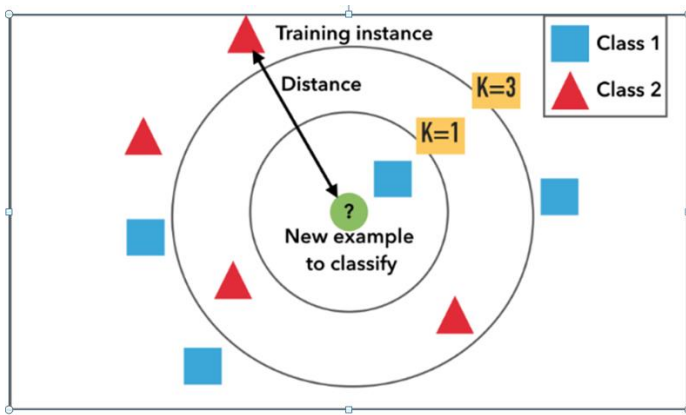 Training instance
Class 1
Distance
K=3
Class 2
K=1
?
New example
to classify